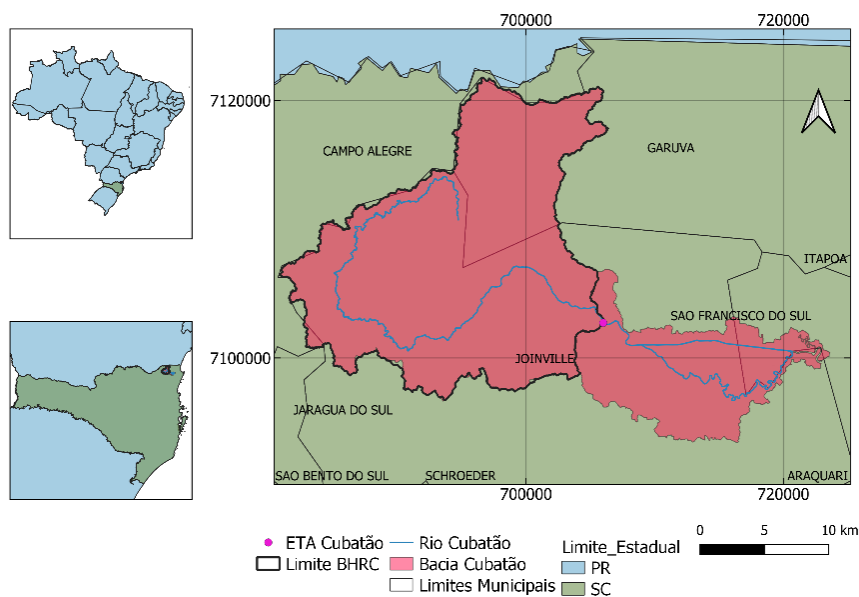 700000
720000
7120000
CAMPO ALEGRE
GARUVA
ITAPOA
SAO FRANCISCO DO SUL
7100000
JOINVILLE
JARAGUA DO SUL
SAO BENTO DO SUL
SCHROEDER
ARAQUARI
700000
720000
ETA Cubatão
Limite BHRC
Rio Cubatão
Bacia Cubatão
Limites Municipais
Limite_Estadual
PR
SC
0 5 10 km